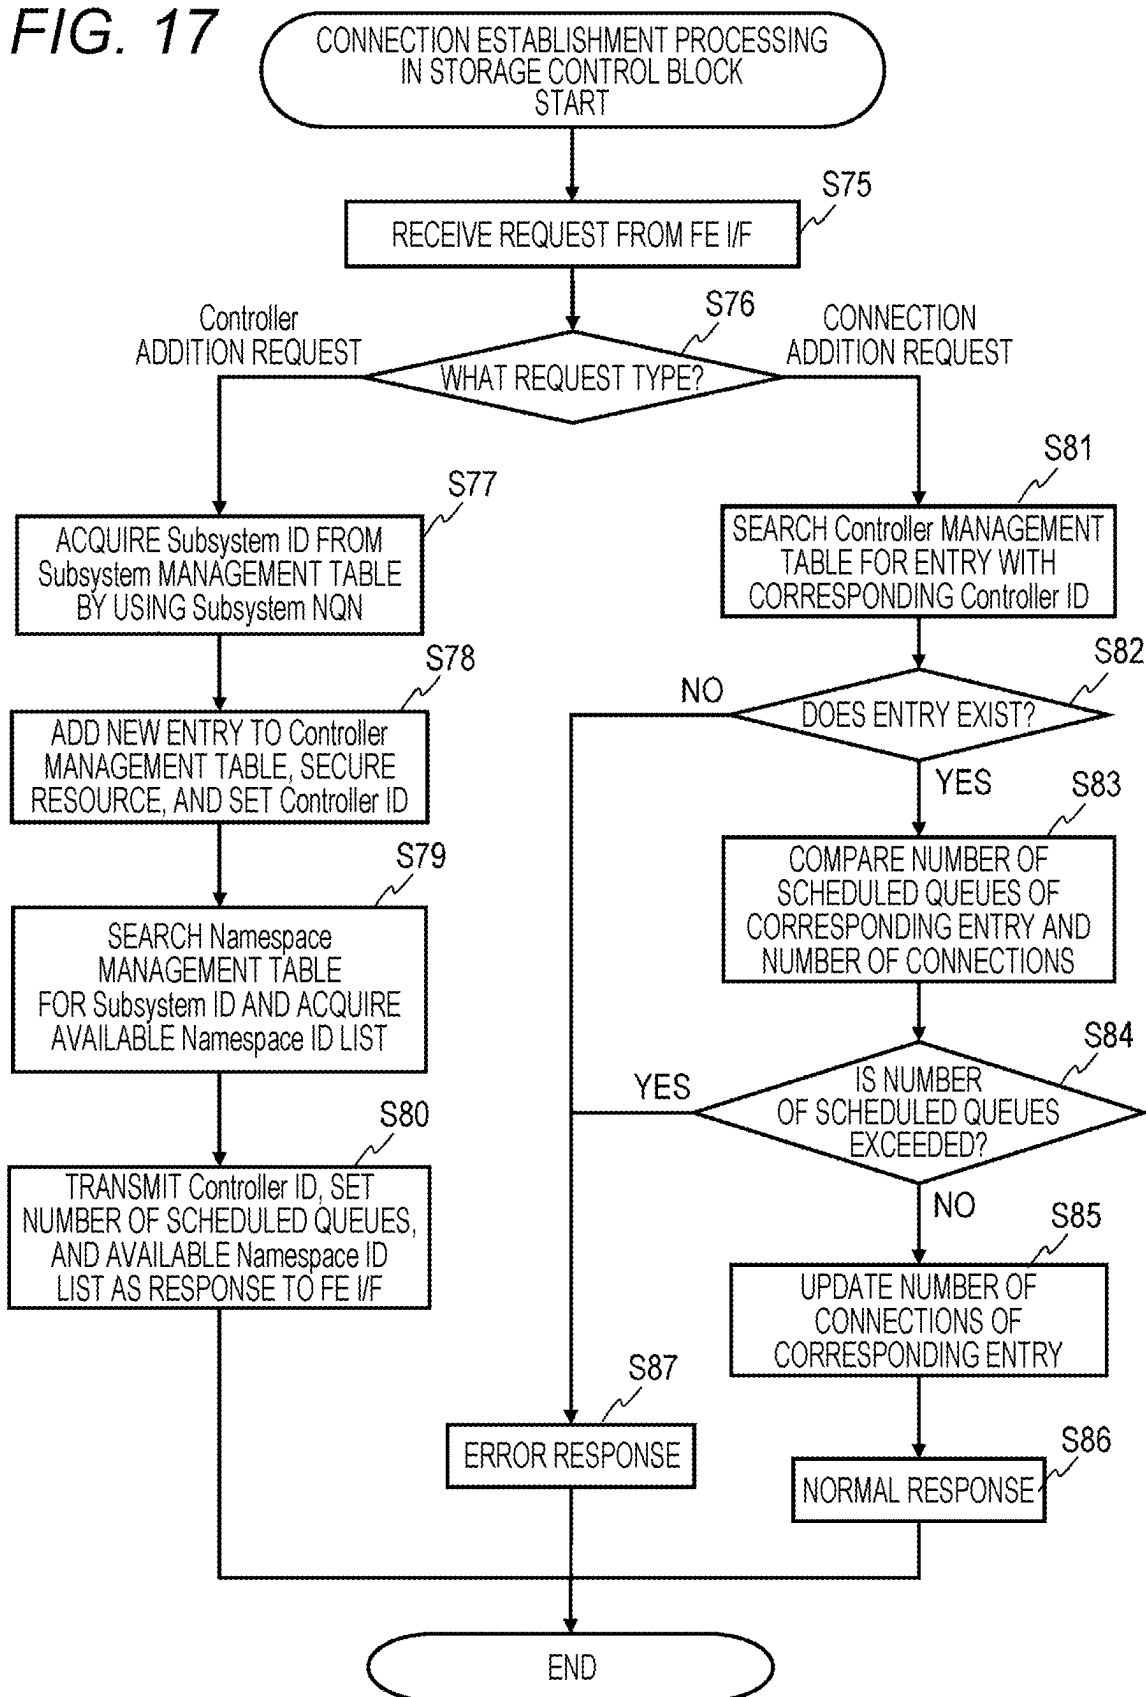 FIG. 17
CONNECTION ESTABLISHMENT PROCESSING
IN STORAGE CONTROL BLOCK
START
S75
RECEIVE REQUEST FROM FE I/F
S76
WHAT REQUEST TYPE?
Controller
ADDITION REQUEST
CONNECTION
ADDITION REQUEST
S77
ACQUIRE Subsystem ID FROM
Subsystem MANAGEMENT TABLE
BY USING Subsystem NQN
S78
ADD NEW ENTRY TO Controller
MANAGEMENT TABLE, SECURE
RESOURCE, AND SET Controller ID
S79
SEARCH Namespace
MANAGEMENT TABLE
FOR Subsystem ID AND ACQUIRE
AVAILABLE Namespace ID LIST
S80
TRANSMIT Controller ID, SET
NUMBER OF SCHEDULED QUEUES,
AND AVAILABLE Namespace ID
LIST AS RESPONSE TO FE I/F
S81
SEARCH Controller MANAGEMENT
TABLE FOR ENTRY WITH
CORRESPONDING Controller ID
S82
DOES ENTRY EXIST?
NO
YES
S83
COMPARE NUMBER OF
SCHEDULED QUEUES OF
CORRESPONDING ENTRY AND
NUMBER OF CONNECTIONS
S84
IS NUMBER
OF SCHEDULED QUEUES
EXCEEDED?
YES
NO
S85
UPDATE NUMBER OF
CONNECTIONS OF
CORRESPONDING ENTRY
S87
ERROR RESPONSE
S86
NORMAL RESPONSE
END